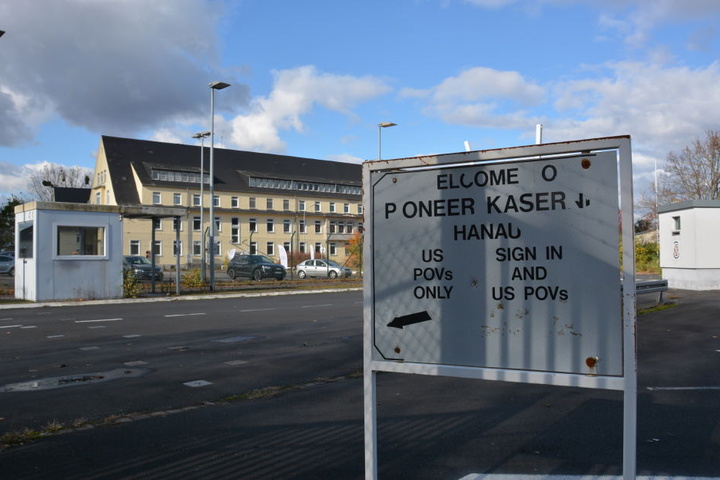 ELCOME O
P ONEER KASER
HANAU
US SIGN IN
POVs AND
ONLY US POVs